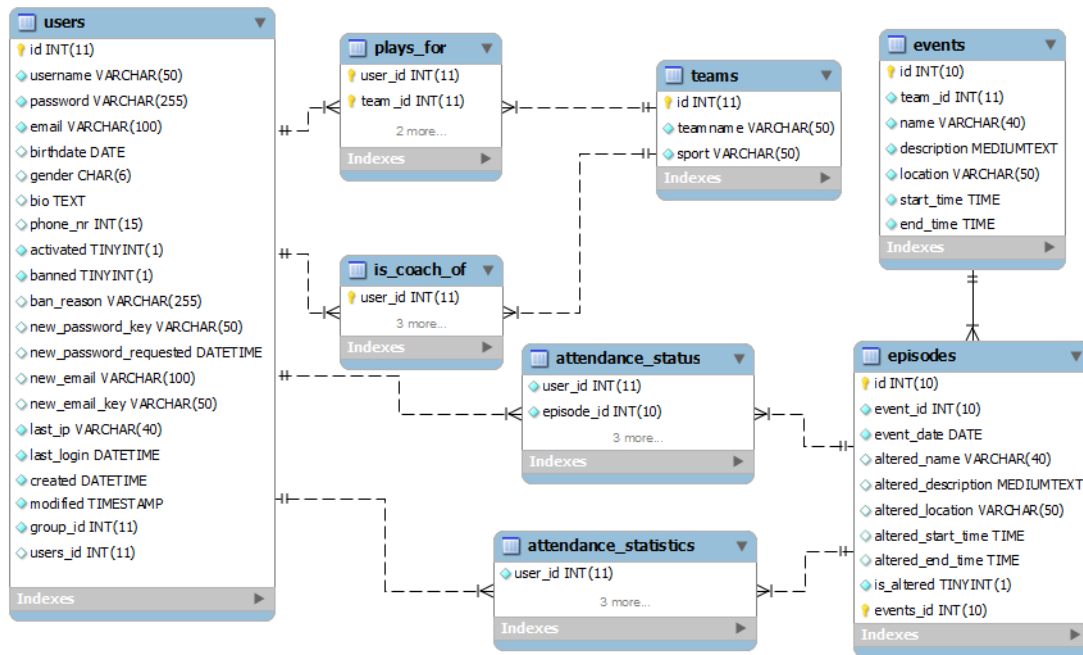 users
id INT(11)
username VARCHAR(50)
password VARCHAR(255)
email VARCHAR(100)
birthdate DATE
gender CHAR(6)
bio TEXT
phone_nr INT(15)
activated TINYINT(1)
banned TINYINT(1)
ban_reason VARCHAR(255)
new_password_key VARCHAR(50)
new_password_requested DATETIME
new_email VARCHAR(100)
new_email_key VARCHAR(50)
last_ip VARCHAR(40)
last_login DATETIME
created DATETIME
modified TIMESTAMP
group_id INT(11)
users_id INT(11)
Indexes
plays_for
user_id INT(11)
team_id INT(11)
2 more...
Indexes
is_coach_of
user_id INT(11)
3 more...
Indexes
teams
id INT(11)
teamname VARCHAR(50)
sport VARCHAR(50)
Indexes
events
id INT(10)
team_id INT(11)
name VARCHAR(40)
description MEDIUMTEXT
location VARCHAR(50)
start_time TIME
end_time TIME
Indexes
attendance_status
user_id INT(11)
episode_id INT(10)
3 more...
Indexes
attendance_statistics
user_id INT(11)
3 more...
Indexes
episodes
id INT(10)
event_id INT(10)
event_date DATE
altered_name VARCHAR(40)
altered_description MEDIUMTEXT
altered_location VARCHAR(50)
altered_start_time TIME
altered_end_time TIME
is_altered TINYINT(1)
events_id INT(10)
Indexes